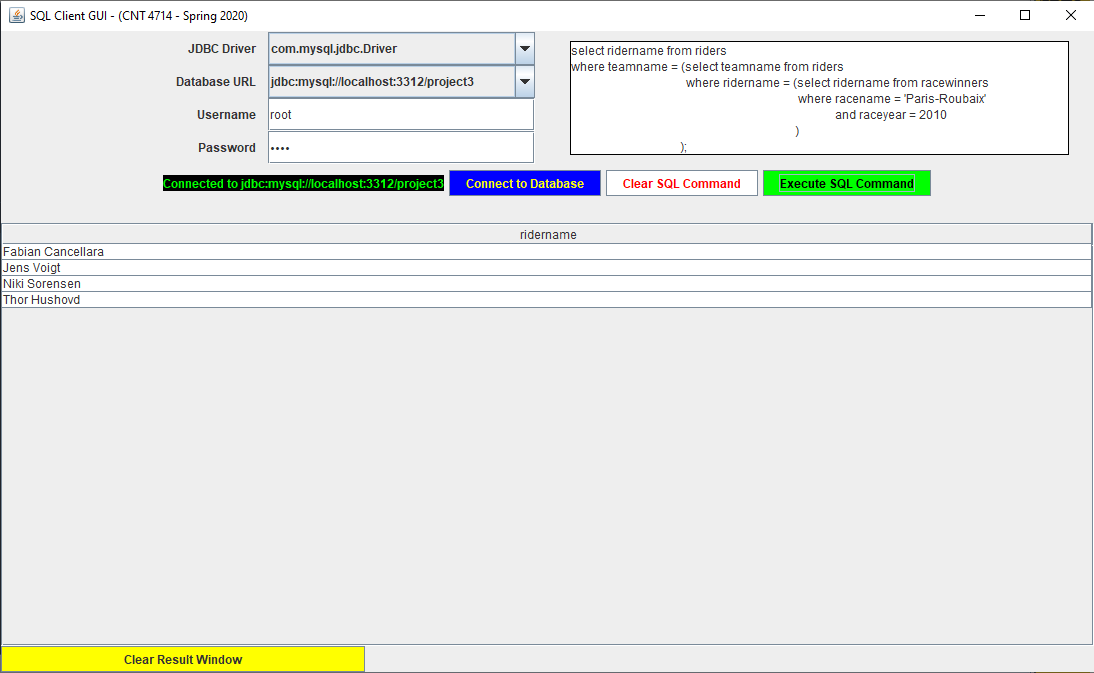 SQL Client GUI - (CNT 4714 - Spring 2020)
JDBC Driver
com.mysql.jdbc.Driver
Database URL
jdbc:mysql://localhost:3312/project3
Username
root
Password
••••
select ridername from riders
where teamname = (select teamname from riders
where ridername = (select ridername from racewinners
where racename = 'Paris-Roubaix'
and raceyear = 2010
)
);
Connected to jdbc:mysql://localhost:3312/project3
Connect to Database
Clear SQL Command
Execute SQL Command
ridername
Fabian Cancellara
Jens Voigt
Niki Sorensen
Thor Hushovd
Clear Result Window